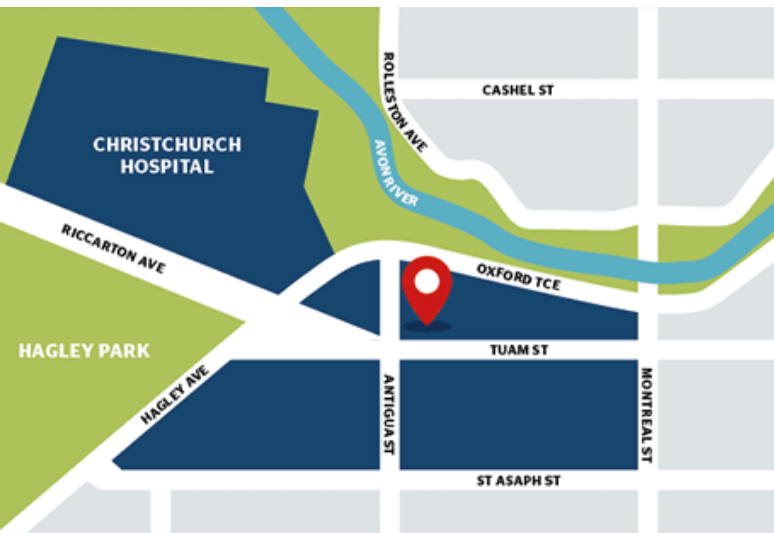 CASHEL ST
ROLLESTON AVE
CHRISTCHURCH
HOSPITAL
AVON RIVER
RICCARTON AVE
OXFORD TCE
HAGLEY PARK
TUAM ST
HAGLEY AVE
ANTIGUA ST
MONTREAL ST
ST ASAPH ST